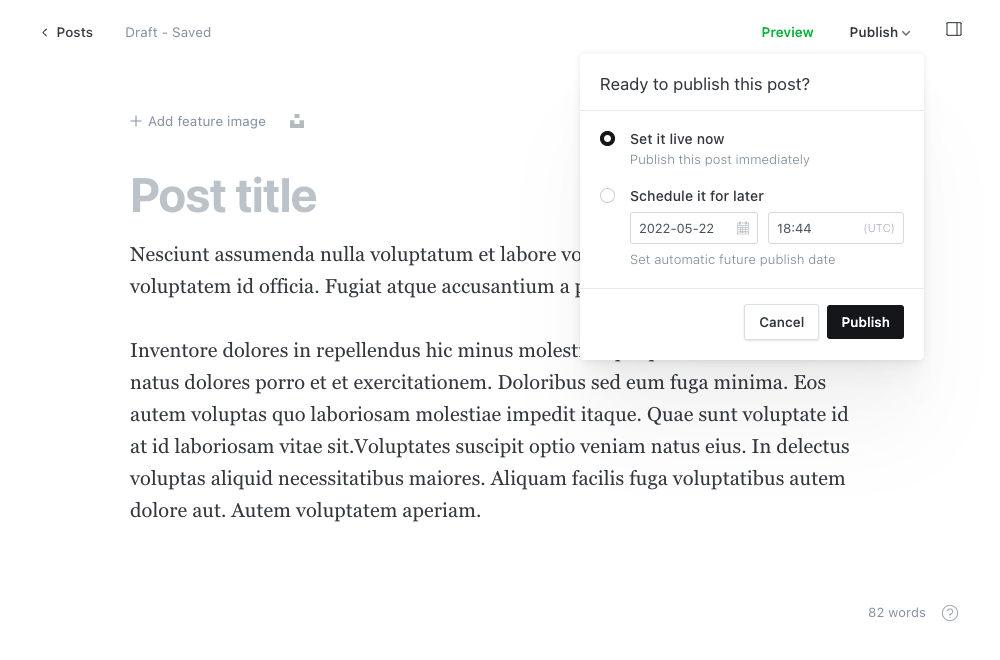 Posts
Draft - Saved
Preview
Publish
Ready to publish this post?
Set it live now
Publish this post immediately
Schedule it for later
2022-05-22
18:44
(UTC)
Set automatic future publish date
Cancel
Publish
Add feature image
Post title
Nesciunt assumenda nulla voluptatum et labore
voluptatem id officia. Fugiat atque accusantium a
Inventore dolores in repellendus hic minus
natus dolores porro et et exercitationem. Doloribus sed eum fuga minima. Eos
autem voluptas quo laboriosam molestiae impedit itaque. Quae sunt voluptate id
at id laboriosam vitae sit.Voluptates suscipit optio veniam natus eius. In delectus
voluptas aliquid necessitatibus maiores. Aliquam facilis fuga voluptatibus autem
dolore aut. Autem voluptatem aperiam.
82 words
?